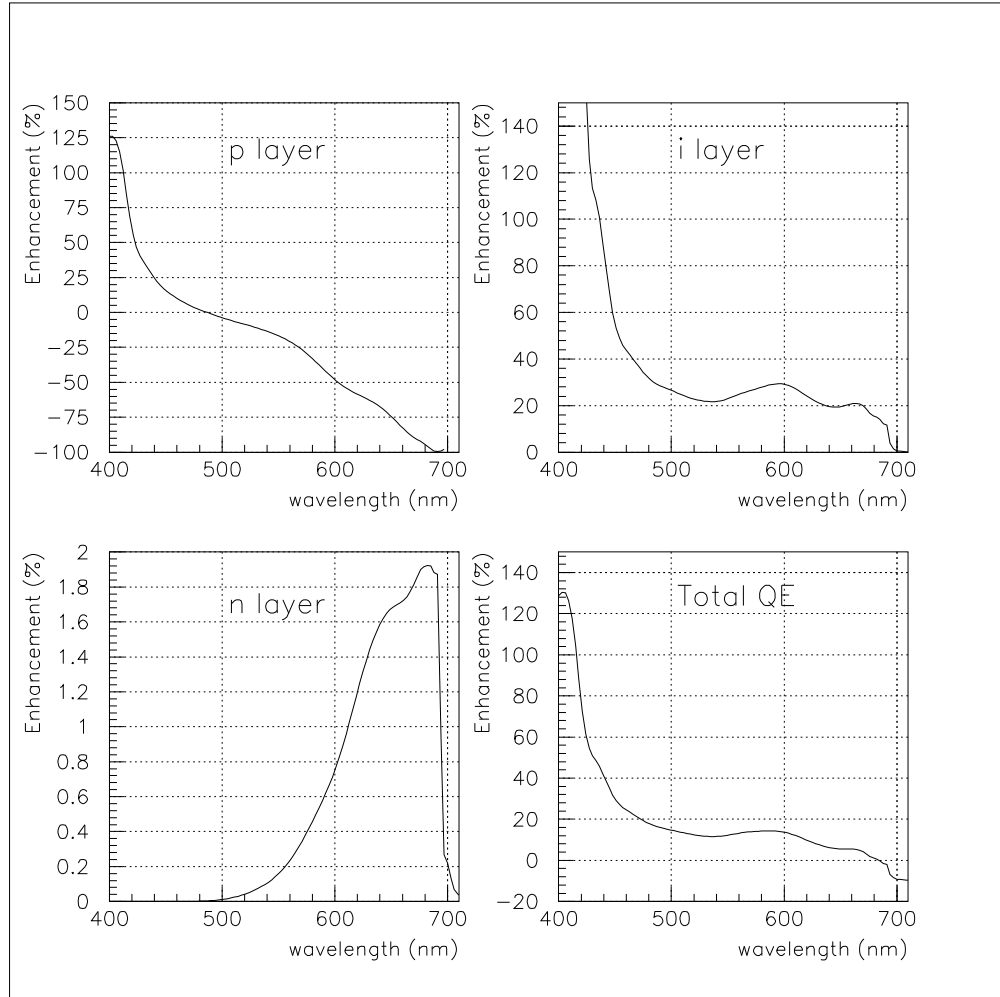 Enhancement (%)
p layer
150
125
100
75
50
25
0
−25
−50
−75
−100
400 500 600 700
wavelength (nm)
Enhancement (%)
i layer
140
120
100
80
60
40
20
0
400 500 600 700
wavelength (nm)
Enhancement (%)
n layer
2
1.8
1.6
1.4
1.2
1
0.8
0.6
0.4
0.2
0
400 500 600 700
wavelength (nm)
Enhancement (%)
Total QE
140
120
100
80
60
40
20
0
−20
400 500 600 700
wavelength (nm)